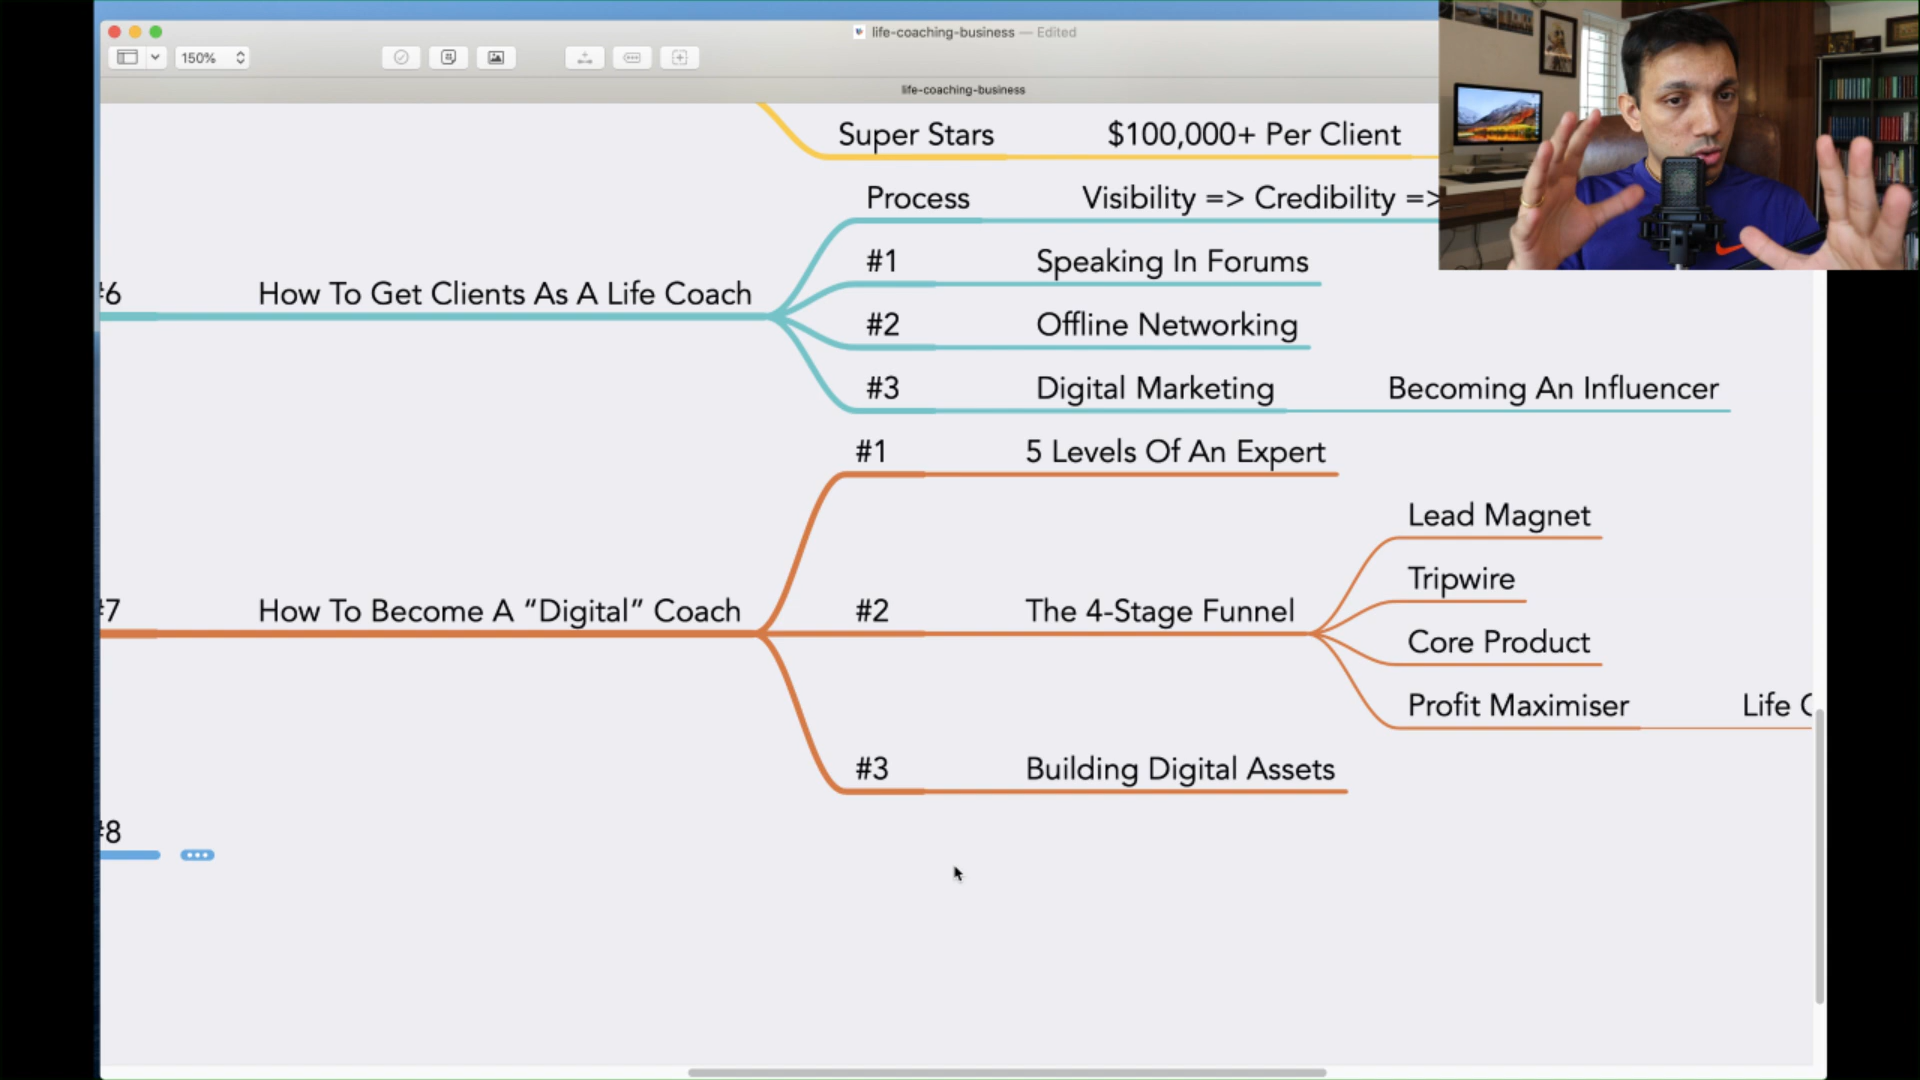 life-coaching-business — Edited
150%
life-coaching-business
Super Stars $100,000+ Per Client
Process Visibility => Credibility =>
#6 How To Get Clients As A Life Coach
#1 Speaking In Forums
#2 Offline Networking
#3 Digital Marketing Becoming An Influencer
#7 How To Become A “Digital” Coach
#1 5 Levels Of An Expert
#2 The 4-Stage Funnel
Lead Magnet
Tripwire
Core Product
Profit Maximiser Life
#3 Building Digital Assets
#8